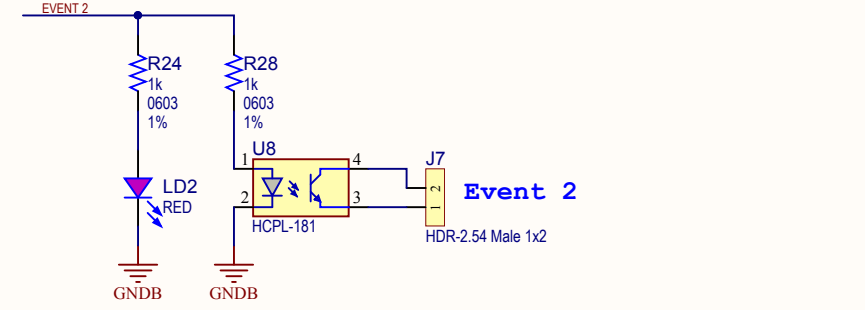 EVENT 2
R24
1k
0603
1%
R28
1k
0603
1%
U8
1
2
4
3
HCPL-181
LD2
RED
J7
2
1
Event 2
HDR-2.54 Male 1x2
GNDB
GNDB